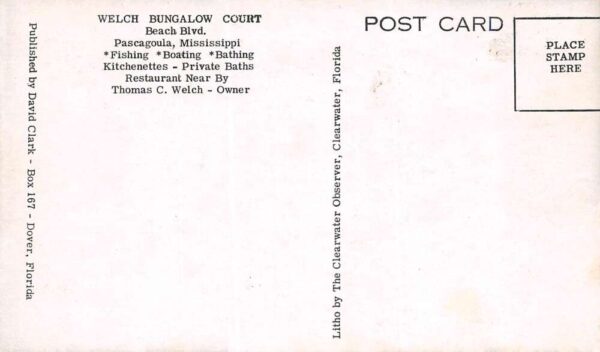 WELCH BUNGALOW COURT
Beach Blvd.
Pascagoula, Mississippi
*Fishing *Boating *Bathing
Kitchenettes - Private Baths
Restaurant Near By
Thomas C. Welch - Owner
Published by David Clark - Box 167 - Dover, Florida
Litho by The Clearwater Observer, Clearwater, Florida
POST CARD
PLACE
STAMP
HERE